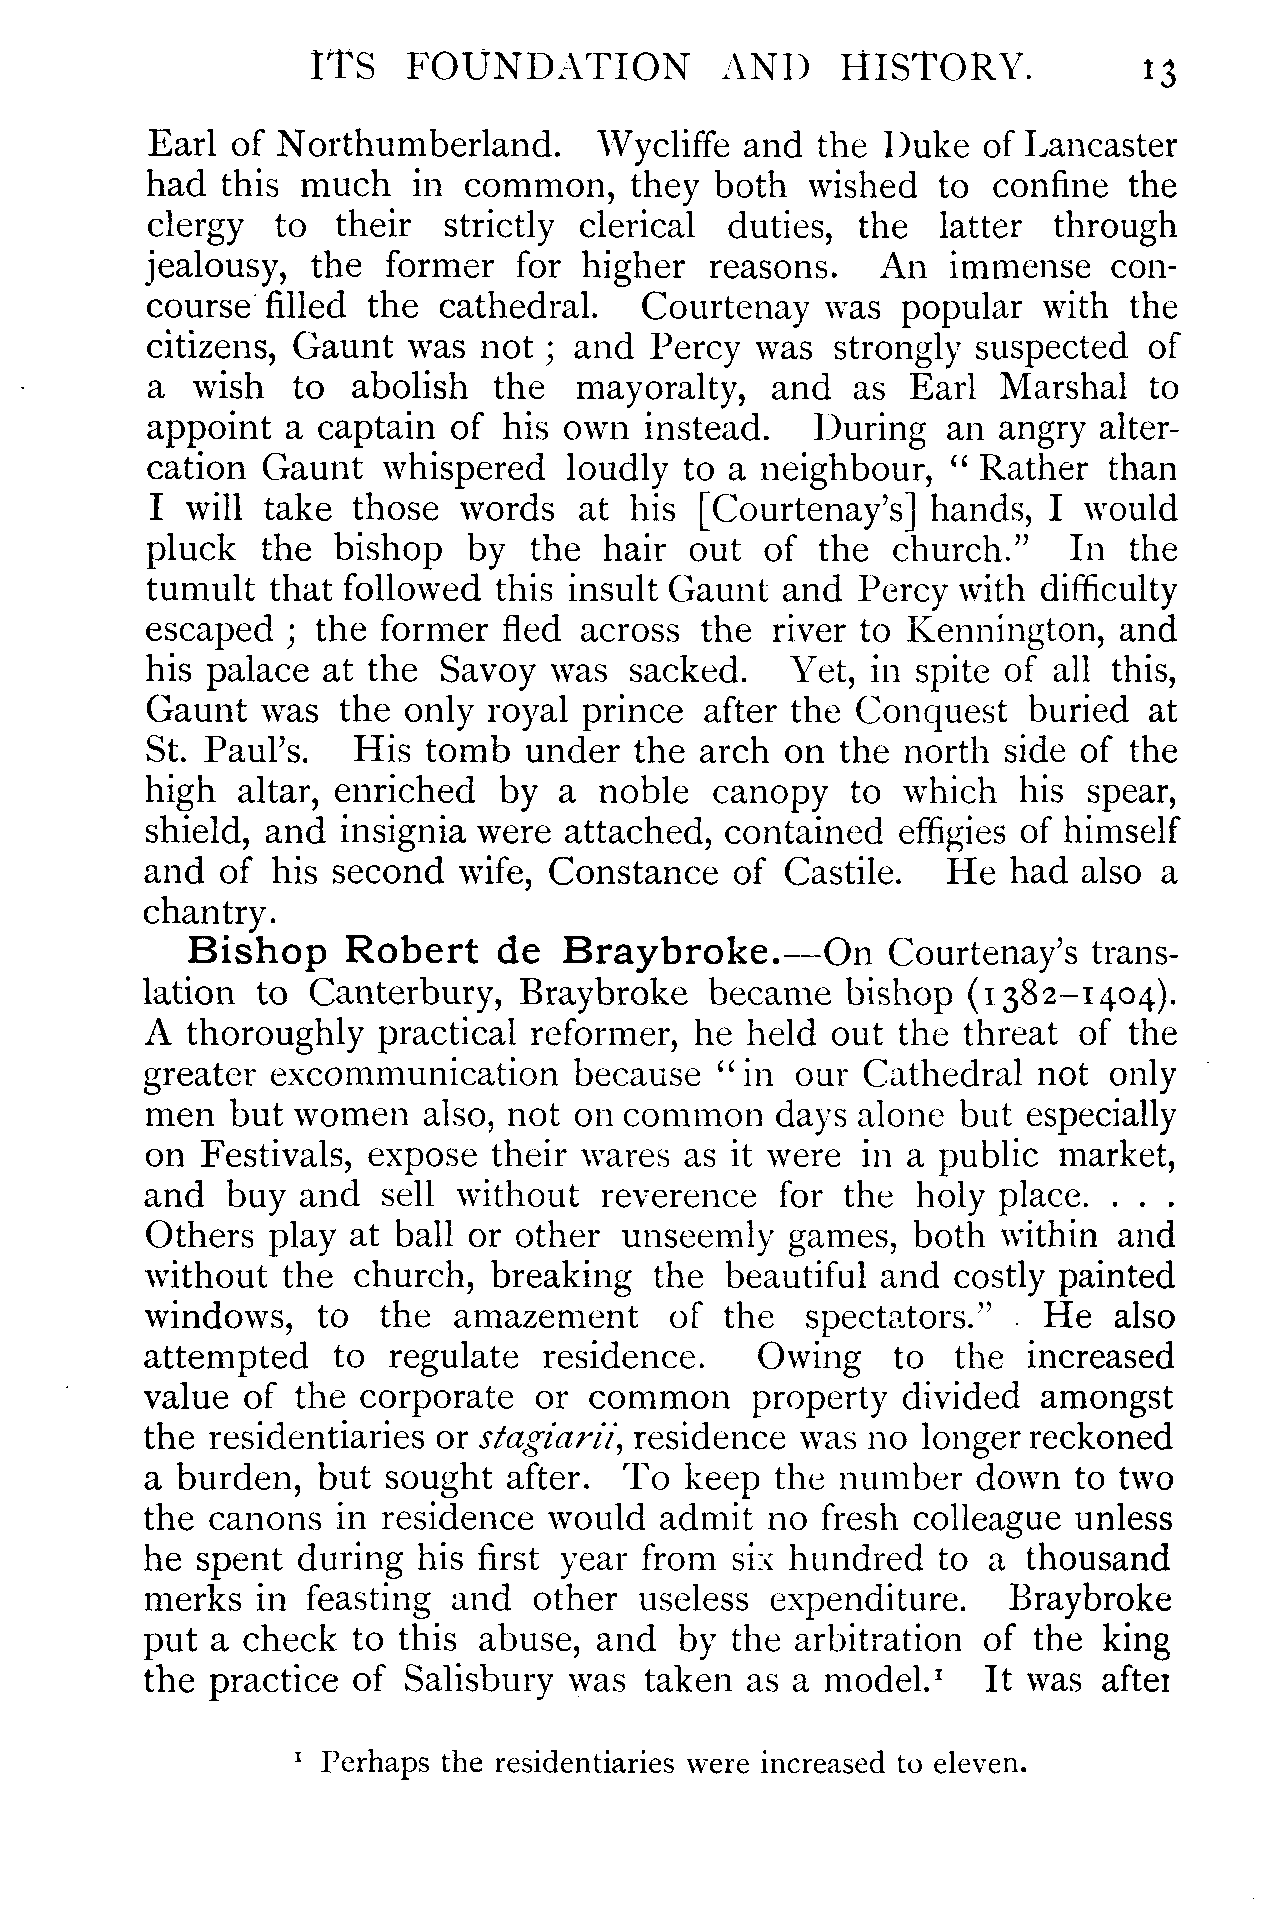 ITS FOUNDATION AND HISTORY. 13
Earl of Northumberland. Wycliffe and the Duke of Lancaster
had this much in common, they both wished to confine the
clergy to their strictly clerical duties, the latter through
jealousy, the former for higher reasons. An immense con-
course filled the cathedral. Courtenay was popular with the
citizens, Gaunt was not ; and Percy was strongly suspected of
a wish to abolish the mayoralty, and as Earl Marshal to
appoint a captain of his own instead. During an angry alter-
cation Gaunt whispered loudly to a neighbour, “ Rather than
I will take those words at his [Courtenay’s] hands, I would
pluck the bishop by the hair out of the church.” In the
tumult that followed this insult Gaunt and Percy with difficulty
escaped ; the former fled across the river to Kennington, and
his palace at the Savoy was sacked. Yet, in spite of all this,
Gaunt was the only royal prince after the Conquest buried at
St. Paul’s. His tomb under the arch on the north side of the
high altar, enriched by a noble canopy to which his spear,
shield, and insignia were attached, contained effigies of himself
and of his second wife, Constance of Castile. He had also a
chantry.
Bishop Robert de Braybroke.—On Courtenay’s trans-
lation to Canterbury, Braybroke became bishop (1382–1404).
A thoroughly practical reformer, he held out the threat of the
greater excommunication because “ in our Cathedral not only
men but women also, not on common days alone but especially
on Festivals, expose their wares as it were in a public market,
and buy and sell without reverence for the holy place. . . .
Others play at ball or other unseemly games, both within and
without the church, breaking the beautiful and costly painted
windows, to the amazement of the spectators.” He also
attempted to regulate residence. Owing to the increased
value of the corporate or common property divided amongst
the residentiaries or stagiarii, residence was no longer reckoned
a burden, but sought after. To keep the number down to two
the canons in residence would admit no fresh colleague unless
he spent during his first year from six hundred to a thousand
merks in feasting and other useless expenditure. Braybroke
put a check to this abuse, and by the arbitration of the king
the practice of Salisbury was taken as a model.¹ It was after
¹ Perhaps the residentiaries were increased to eleven.